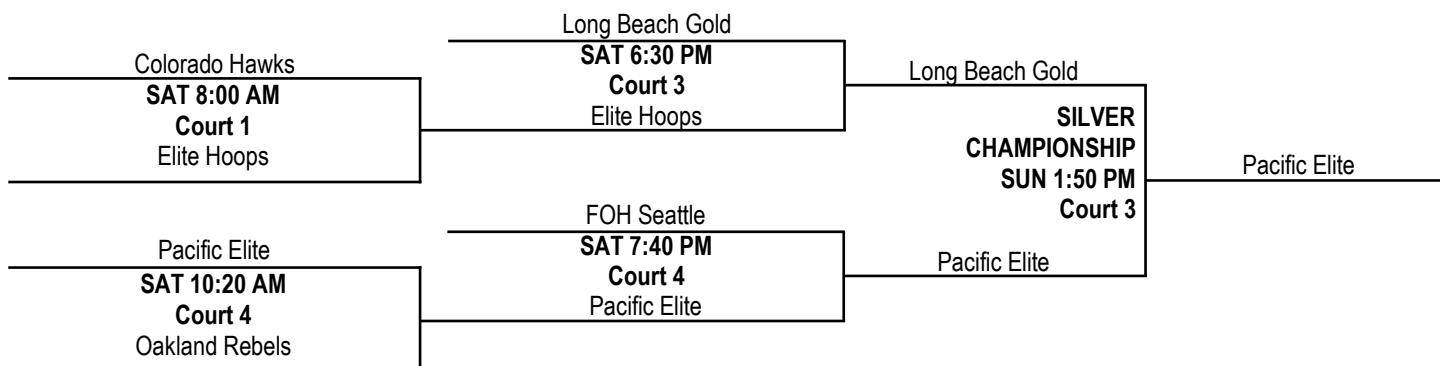 Long Beach Gold
SAT 6:30 PM
Court 3
Elite Hoops
Colorado Hawks
SAT 8:00 AM
Court 1
Elite Hoops
Long Beach Gold
SILVER
CHAMPIONSHIP
SUN 1:50 PM
Court 3
Pacific Elite
FOH Seattle
SAT 7:40 PM
Court 4
Pacific Elite
Pacific Elite
SAT 10:20 AM
Court 4
Oakland Rebels
Pacific Elite